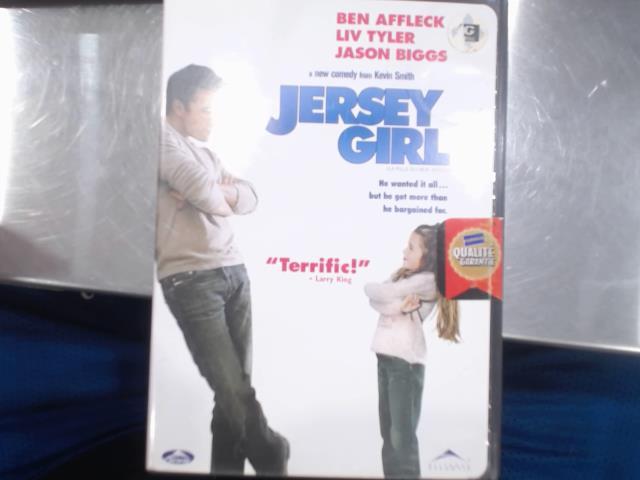 BEN AFFLECK
LIV TYLER
JASON BIGGS
G
a new comedy from Kevin Smith
JERSEY
GIRL
He wanted it all...
but he got more than
he bargained for.
QUALITÉ
GARANTIE
"Terrific!"
- Larry King
ALLIANCE